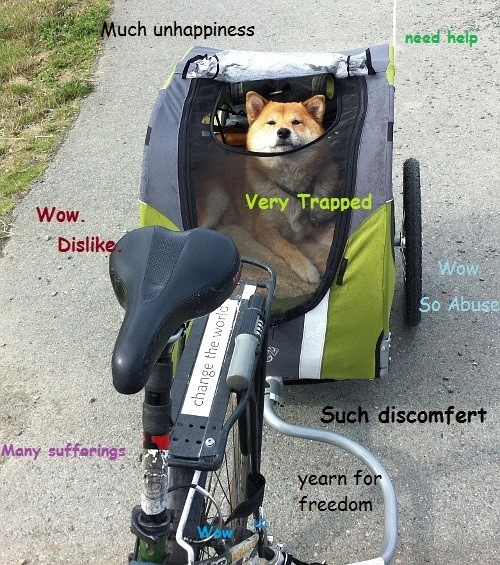 Much unhappiness
need help
Very Trapped
Wow.
Dislike.
Wow
So Abuse
change the world
Such discomfert
Many sufferings
yearn for
freedom
Wow